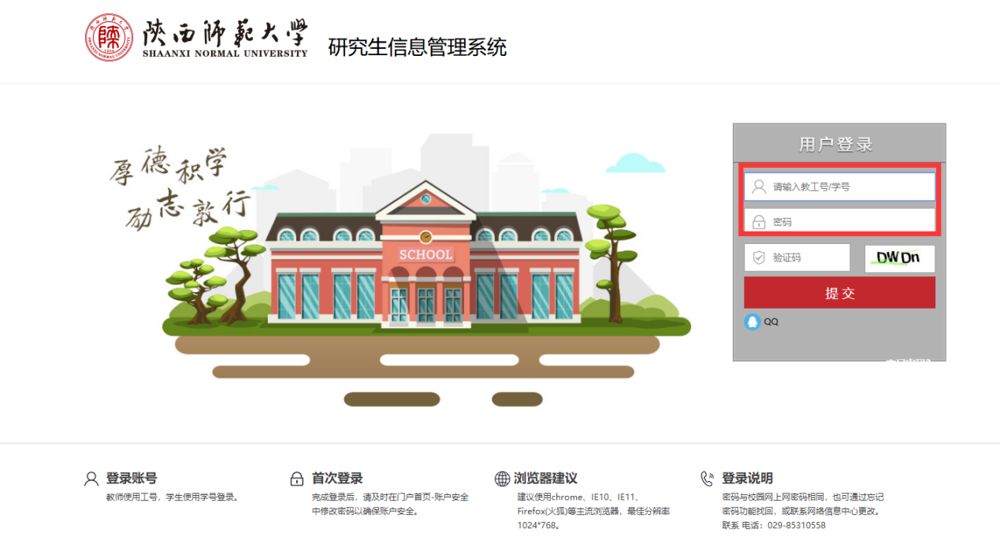 陕西师范大学
SHAANXI NORMAL UNIVERSITY
研究生信息管理系统
厚德积学
励志敦行
SCHOOL
用户登录
请输入教工号/学号
密码
验证码
DWDn
提交
QQ
登录账号
教师使用工号,学生使用学号登录。
首次登录
完成登录后,请及时在门户首页-账户安全
中修改密码以确保账户安全。
浏览器建议
建议使用chrome、IE10、IE11、
Firefox(火狐)等主流浏览器,最佳分辨率
1024*768。
登录说明
密码与校园网上网密码相同,也可通过忘记
密码功能找回,或联系网络信息中心更改。
联系 电话:029-85310558